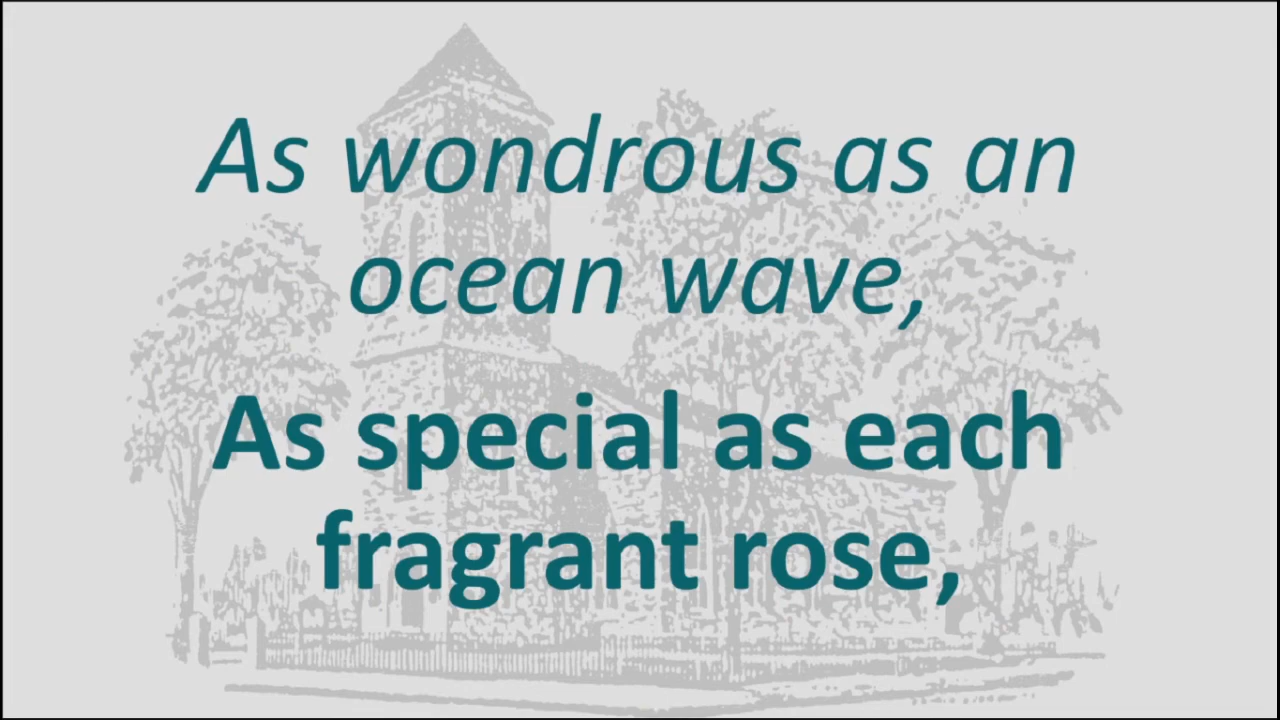 As wondrous as an
ocean wave,
As special as each
fragrant rose,